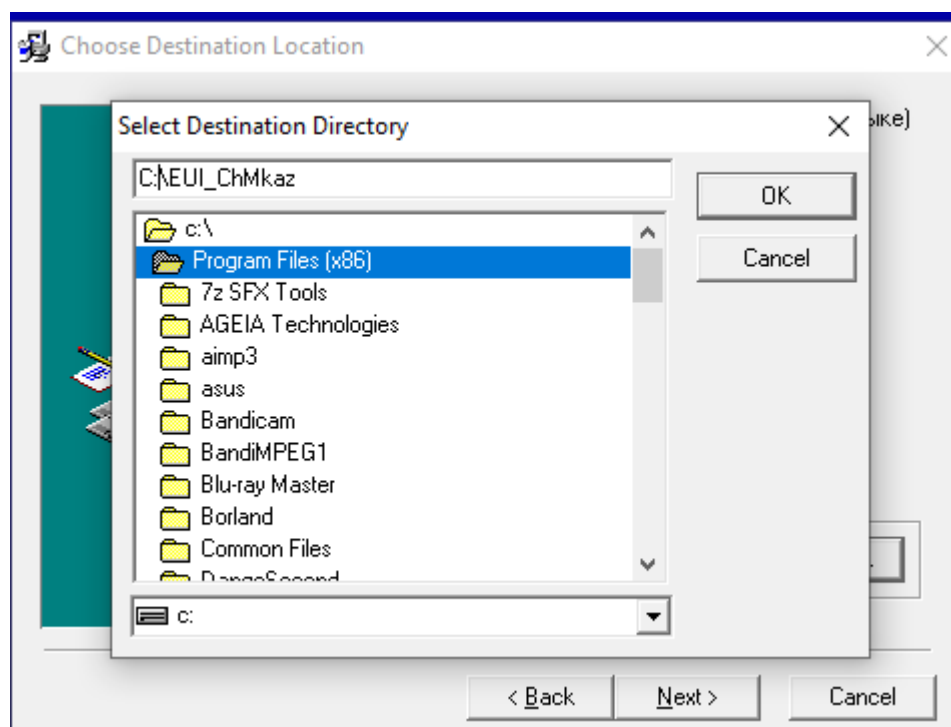 Choose Destination Location
ыке)
Select Destination Directory
C:\EUI_ChMkaz
OK
Cancel
c:\
Program Files (x86)
7z SFX Tools
AGEIA Technologies
aimp3
asus
Bandicam
BandiMPEG1
Blu-ray Master
Borland
Common Files
c:
< Back
Next >
Cancel